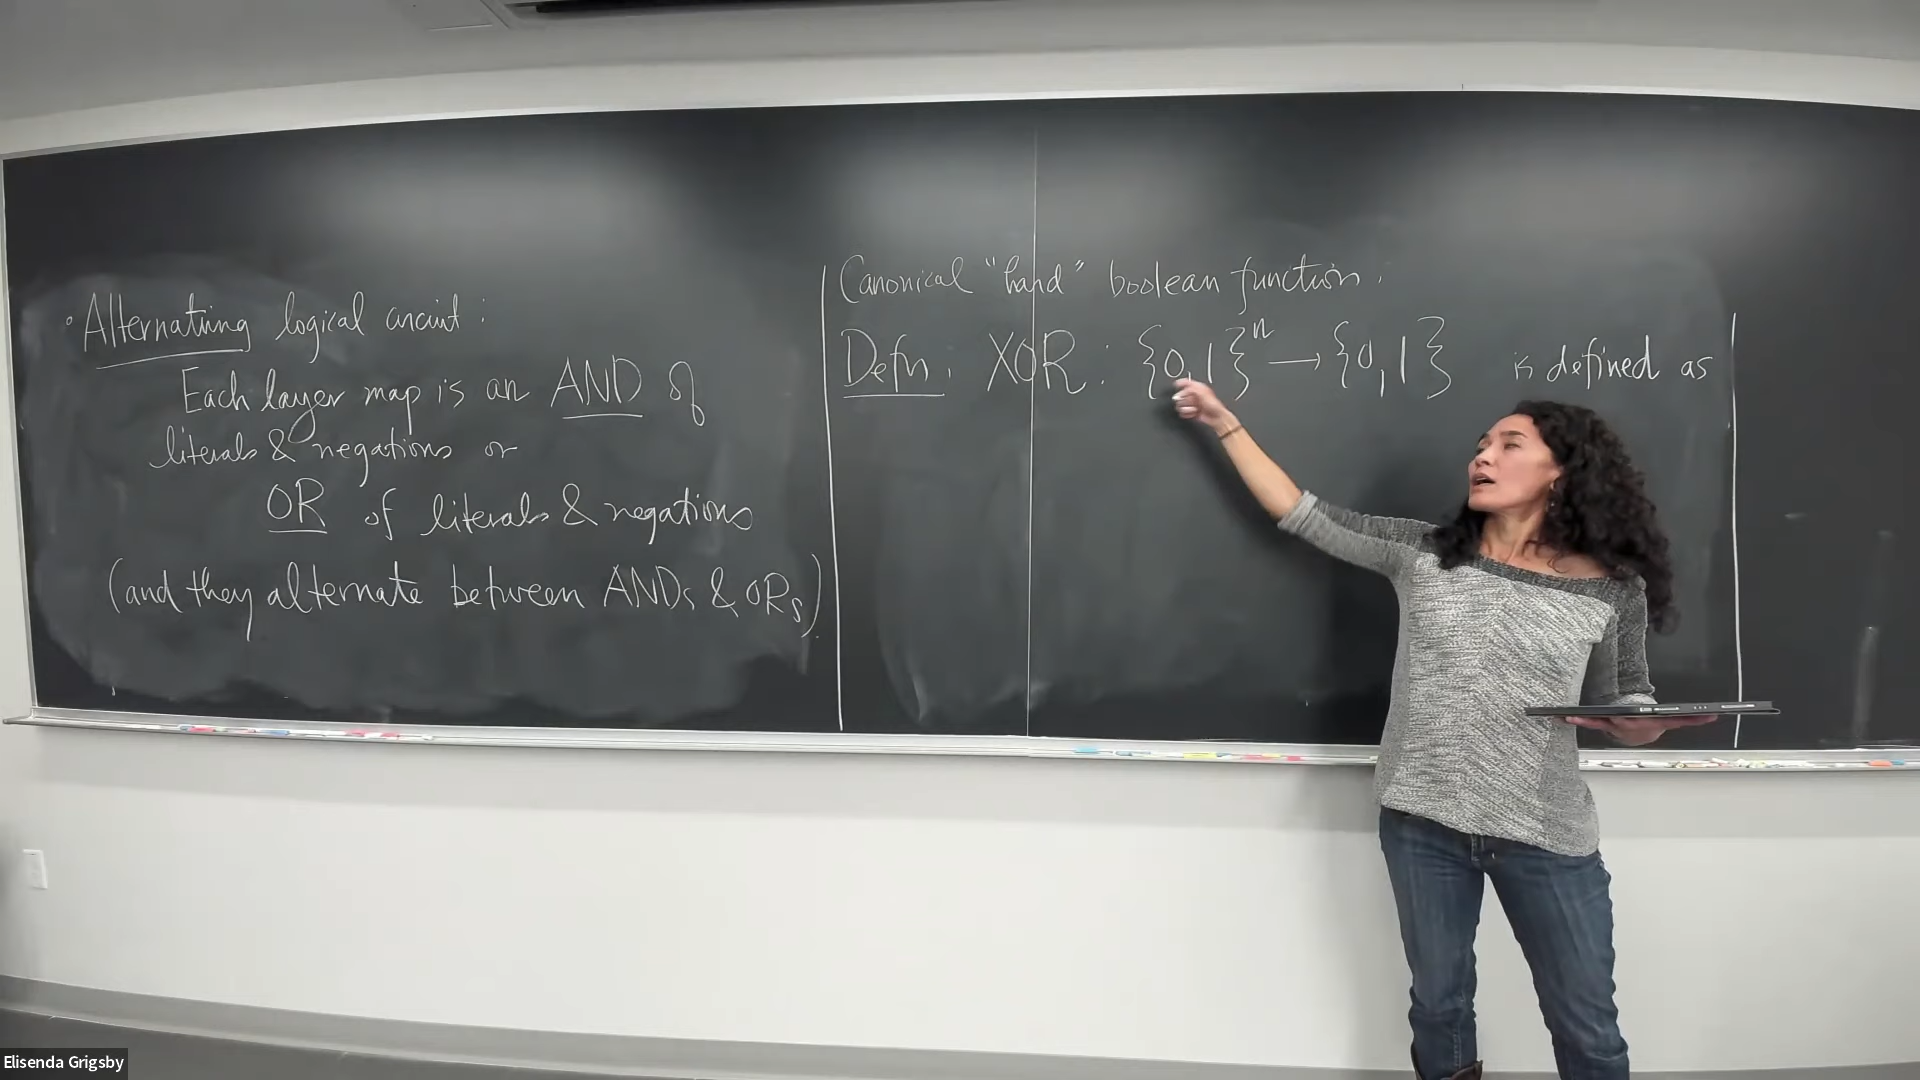 • Alternating logical circuit:
Each layer map is an AND of
literals & negations or
OR of literals & negations
(and they alternate between ANDs & ORs)
Canonical "hard" boolean function.
Defn. XOR: {0,1}^n → {0,1} is defined as
Elisenda Grigsby